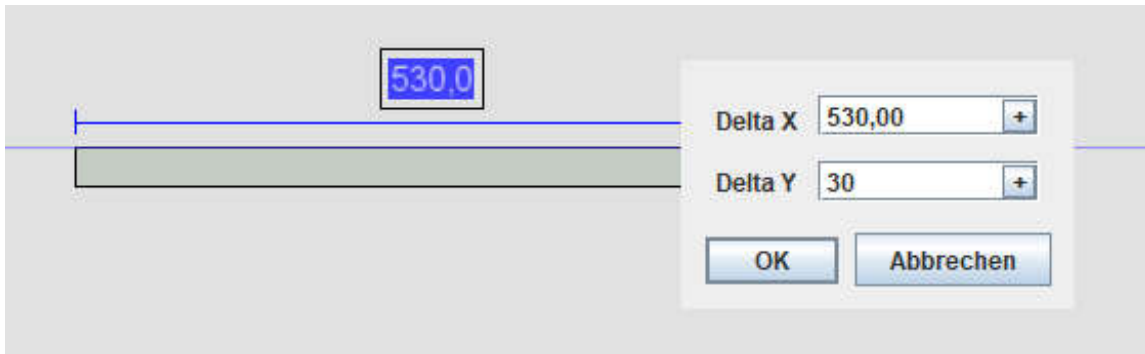 530,0
Delta X 530,00 +
Delta Y 30 +
OK Abbrechen